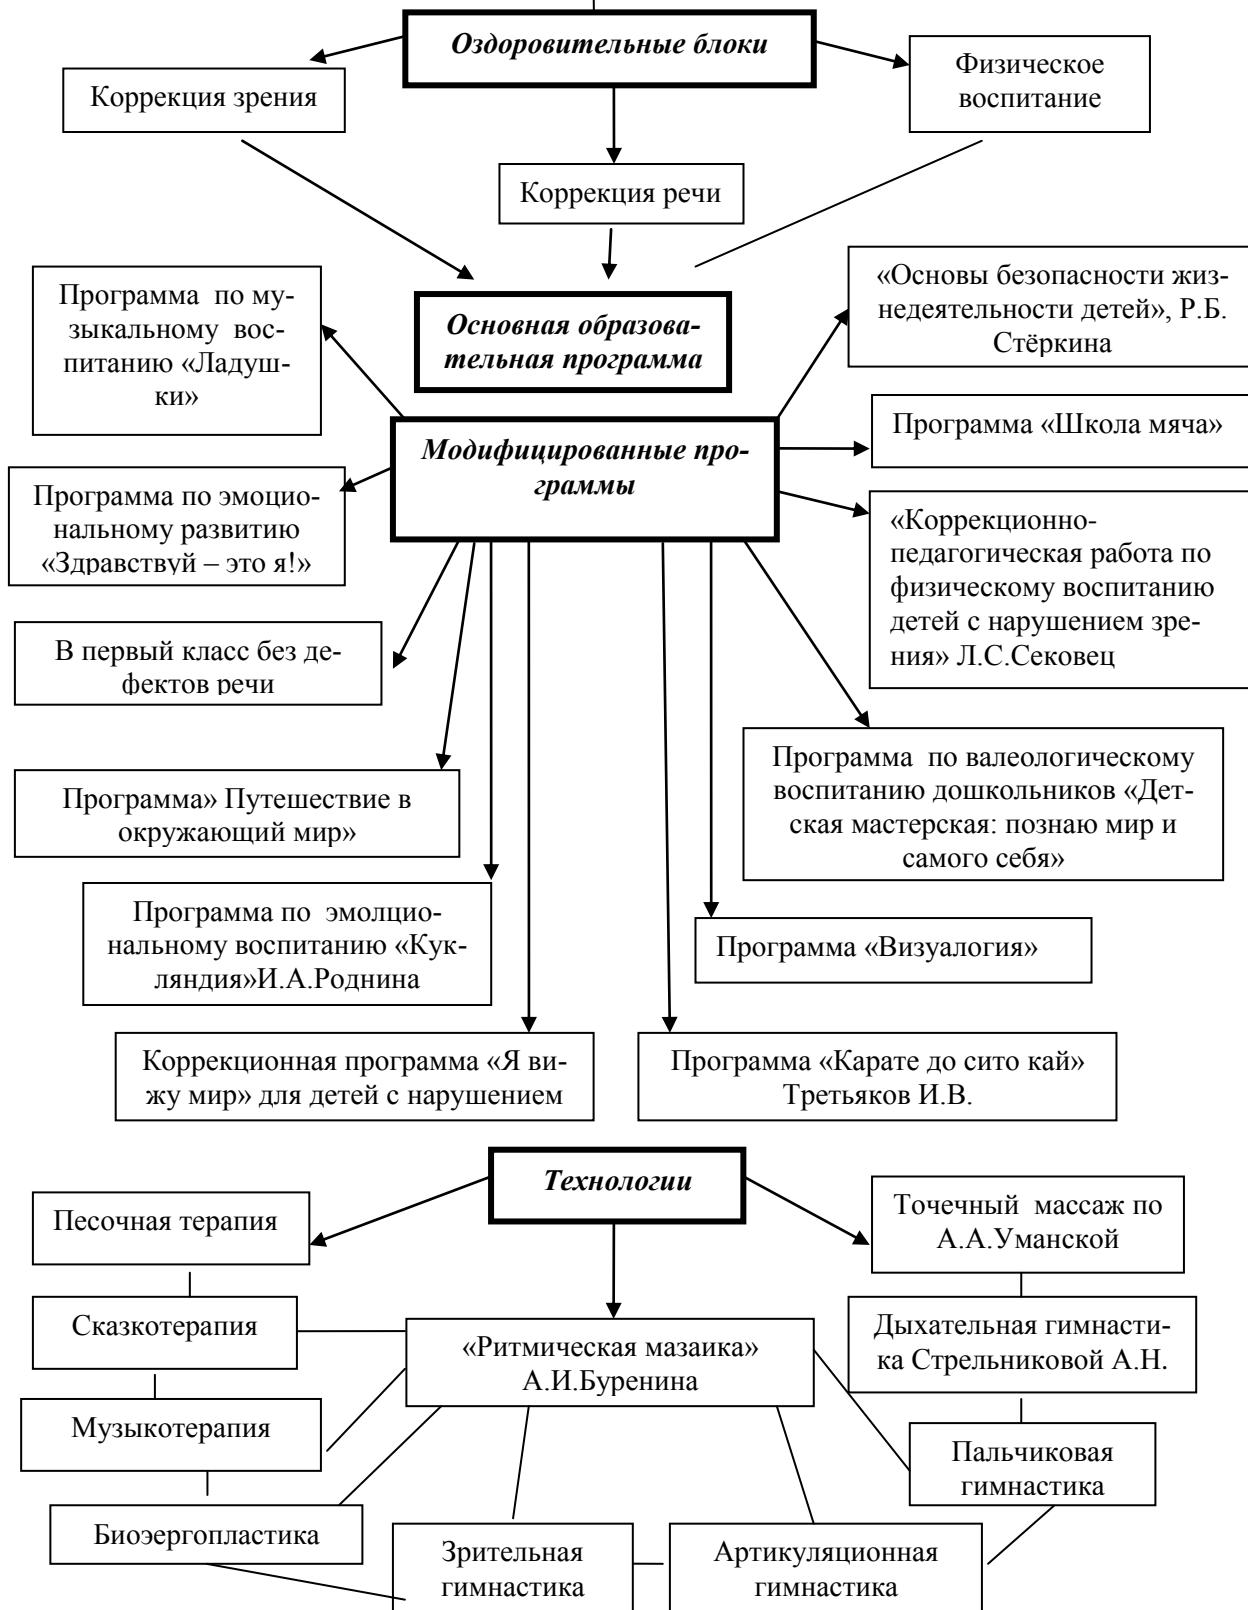 Оздоровительные блоки
Коррекция зрения
Физическое
воспитание
Коррекция речи
Программа по му-
зыкальному вос-
питанию «Ладуш-
ки»
Основная образова-
тельная программа
«Основы безопасности жиз-
недеятельности детей», Р.Б.
Стёркина
Модифицированные про-
граммы
Программа «Школа мяча»
Программа по эмоцио-
нальному развитию
«Здравствуй – это я!»
«Коррекционно-
педагогическая работа по
физическому воспитанию
детей с нарушением зре-
ния» Л.С.Сековец
В первый класс без де-
фектов речи
Программа» Путешествие в
окружающий мир»
Программа по валеологическому
воспитанию дошкольников «Дет-
ская мастерская: познаю мир и
самого себя»
Программа по эмолцио-
нальному воспитанию «Кук-
ляндия»И.А.Роднина
Программа «Визуалогия»
Коррекционная программа «Я ви-
жу мир» для детей с нарушением
Программа «Карате до сито кай»
Третьяков И.В.
Технологии
Песочная терапия
Точечный массаж по
А.А.Уманской
Сказкотерапия
«Ритмическая мазаика»
А.И.Буренина
Дыхательная гимнасти-
ка Стрельниковой А.Н.
Музыкотерапия
Пальчиковая
гимнастика
Биоэергопластика
Зрительная
гимнастика
Артикуляционная
гимнастика